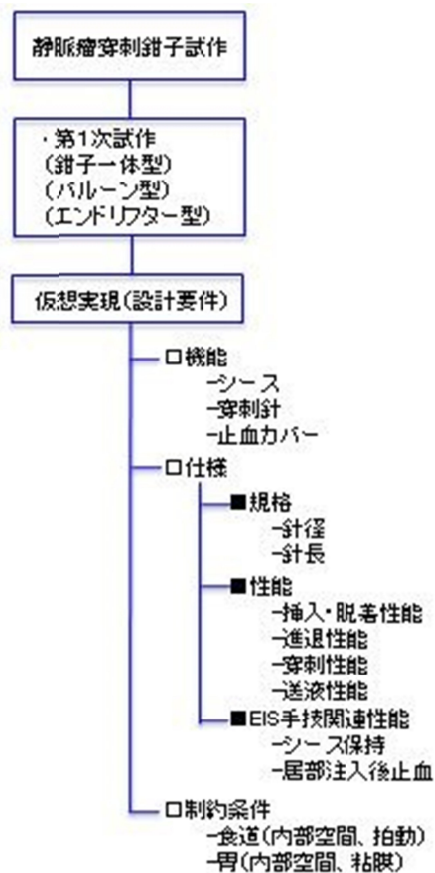 静脈瘤穿刺鉗子試作
・第1次試作
(鉗子一体型)
(バルーン型)
(エンドリフター型)
仮想実現(設計要件)
□機能
-シース
-穿刺針
-止血カバー
□仕様
■規格
-針径
-針長
■性能
-挿入・脱着性能
-進退性能
-穿刺性能
-送液性能
■EIS手技関連性能
-シース保持
-居部注入後止血
□制約条件
-食道(内部空間、拍動)
-胃(内部空間、粘膜)